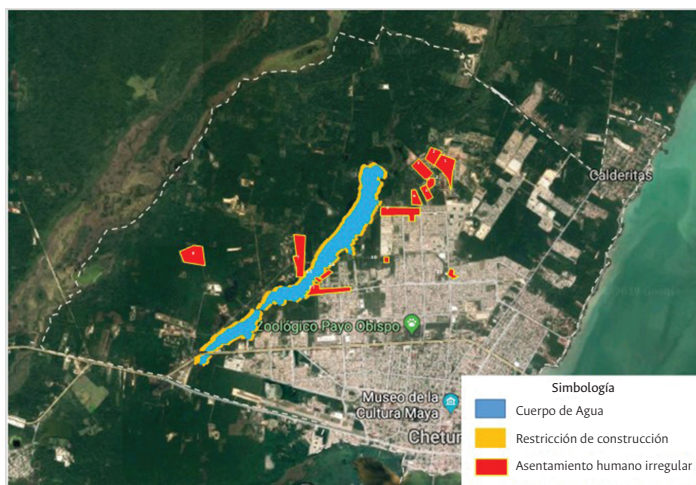 Calderitas
Zoológico Payo Obispo
Museo de la
Cultura Maya
Chetum
Simbología
Cuerpo de Agua
Restricción de construcción
Asentamiento humano irregular